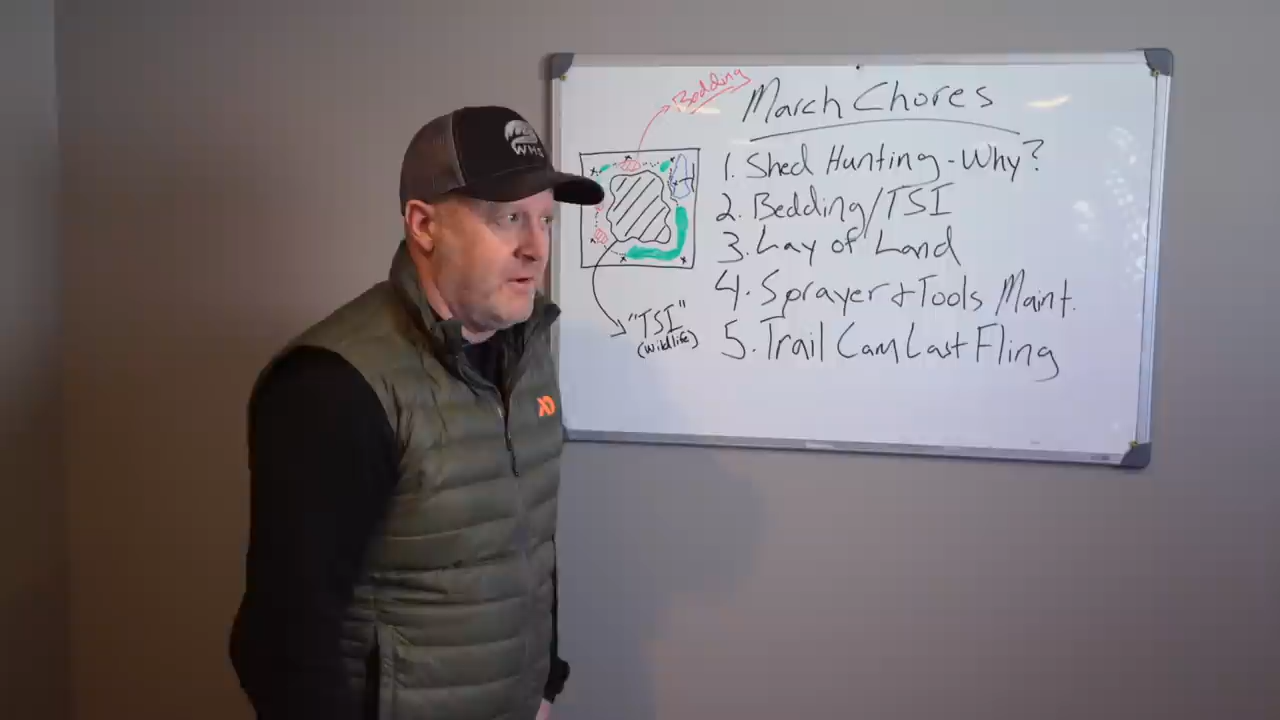 Bedding
March Chores
1. Shed Hunting - Why?
2. Bedding/TSI
3. Lay of Land
4. Sprayer & Tools Maint.
5. Trail Cam Last Fling
"TSI"
(Wildlife)
WHS